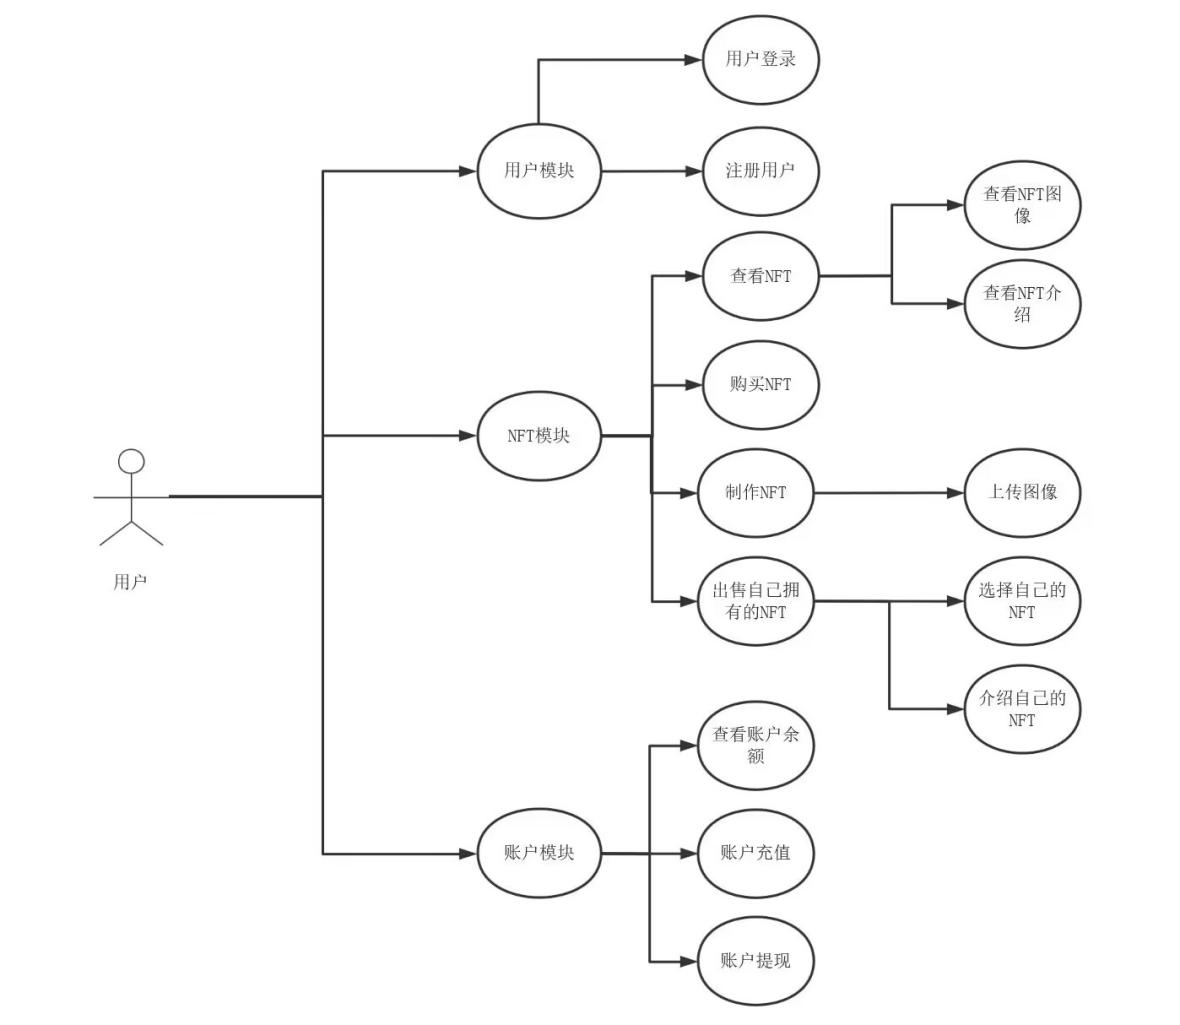 用户登录
用户模块
注册用户
查看NFT图
像
查看NFT
查看NFT介
绍
购买NFT
NFT模块
制作NFT
上传图像
用户
出售自己拥
有的NFT
选择自己的
NFT
介绍自己的
NFT
查看账户余
额
账户模块
账户充值
账户提现